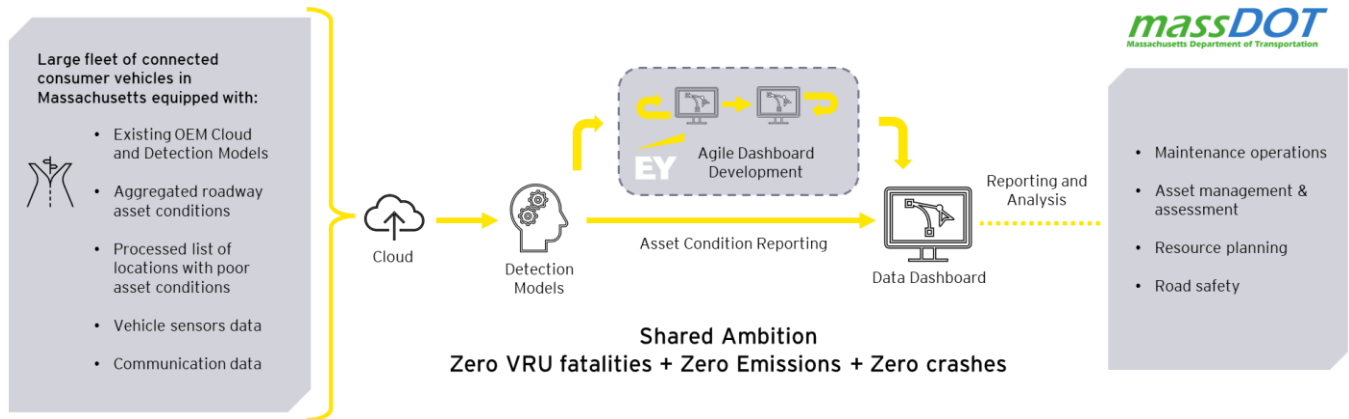 Large fleet of connected
consumer vehicles in
Massachusetts equipped with:
• Existing OEM Cloud
and Detection Models
• Aggregated roadway
asset conditions
• Processed list of
locations with poor
asset conditions
• Vehicle sensors data
• Communication data
Cloud
Detection
Models
EY
Agile Dashboard
Development
Asset Condition Reporting
Data Dashboard
Reporting and
Analysis
massDOT
Massachusetts Department of Transportation
• Maintenance operations
• Asset management &
assessment
• Resource planning
• Road safety
Shared Ambition
Zero VRU fatalities + Zero Emissions + Zero crashes